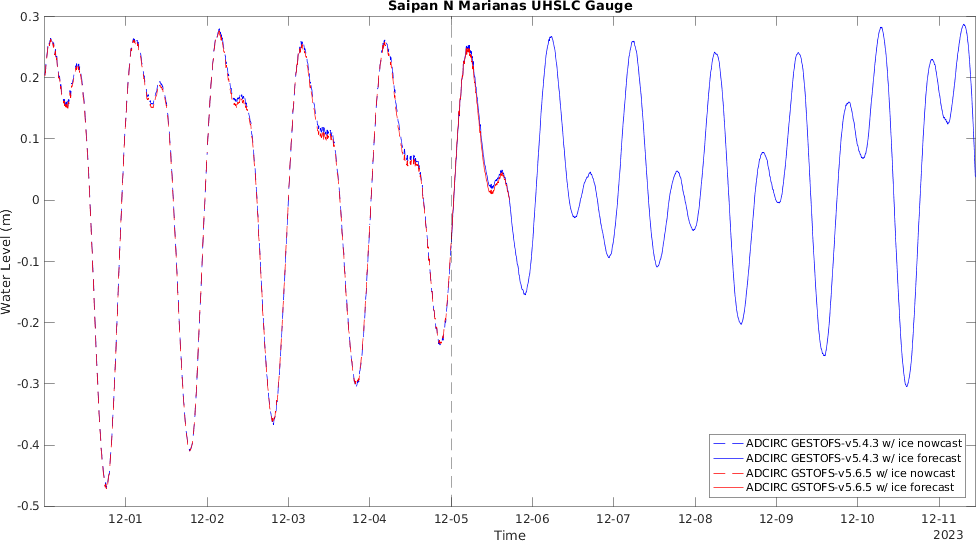 Saipan N Marianas UHSLC Gauge
0.3
0.2
0.1
0
-0.1
-0.2
-0.3
-0.4
-0.5
Water Level (m)
ADCIRC GESTOFS-v5.4.3 w/ ice nowcast
ADCIRC GESTOFS-v5.4.3 w/ ice forecast
ADCIRC GSTOFS-v5.6.5 w/ ice nowcast
ADCIRC GSTOFS-v5.6.5 w/ ice forecast
12-01 12-02 12-03 12-04 12-05 12-06 12-07 12-08 12-09 12-10 12-11
Time
2023